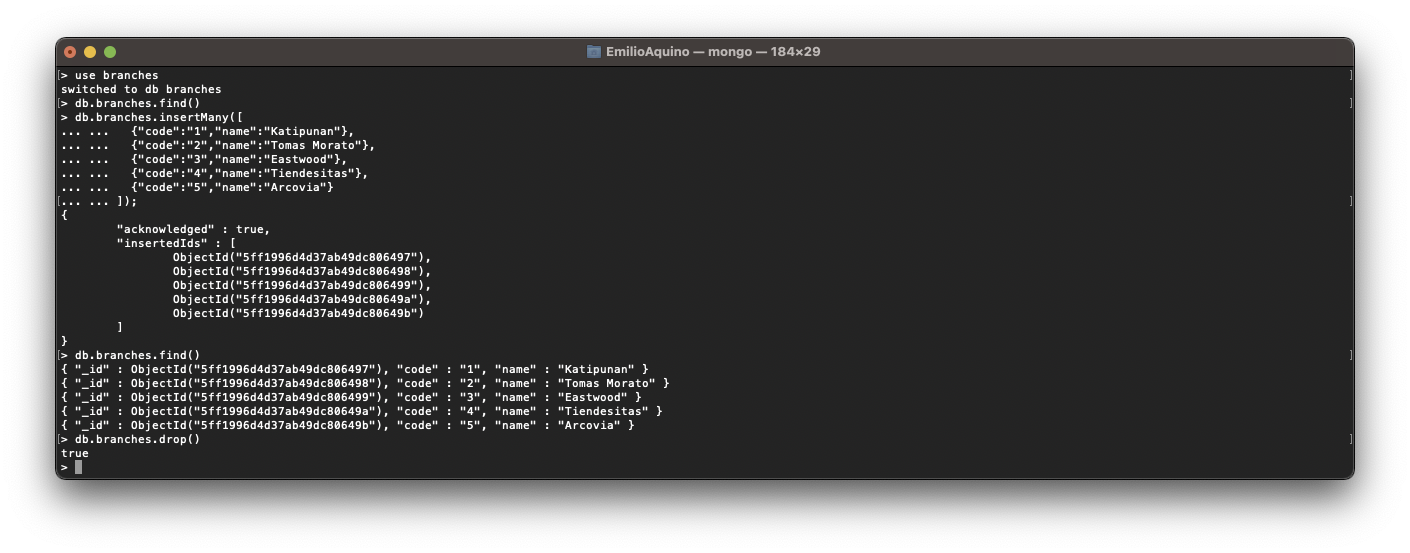 EmilioAquino — mongo — 184×29
[> use branches ]
switched to db branches
[> db.branches.find() ]
> db.branches.insertMany([
... ...   {"code":"1","name":"Katipunan"},
... ...   {"code":"2","name":"Tomas Morato"},
... ...   {"code":"3","name":"Eastwood"},
... ...   {"code":"4","name":"Tiendesitas"},
... ...   {"code":"5","name":"Arcovia"}
[... ... ]); ]
{
        "acknowledged" : true,
        "insertedIds" : [
                ObjectId("5ff1996d4d37ab49dc806497"),
                ObjectId("5ff1996d4d37ab49dc806498"),
                ObjectId("5ff1996d4d37ab49dc806499"),
                ObjectId("5ff1996d4d37ab49dc80649a"),
                ObjectId("5ff1996d4d37ab49dc80649b")
        ]
}
[> db.branches.find() ]
{ "_id" : ObjectId("5ff1996d4d37ab49dc806497"), "code" : "1", "name" : "Katipunan" }
{ "_id" : ObjectId("5ff1996d4d37ab49dc806498"), "code" : "2", "name" : "Tomas Morato" }
{ "_id" : ObjectId("5ff1996d4d37ab49dc806499"), "code" : "3", "name" : "Eastwood" }
{ "_id" : ObjectId("5ff1996d4d37ab49dc80649a"), "code" : "4", "name" : "Tiendesitas" }
{ "_id" : ObjectId("5ff1996d4d37ab49dc80649b"), "code" : "5", "name" : "Arcovia" }
[> db.branches.drop() ]
true
>